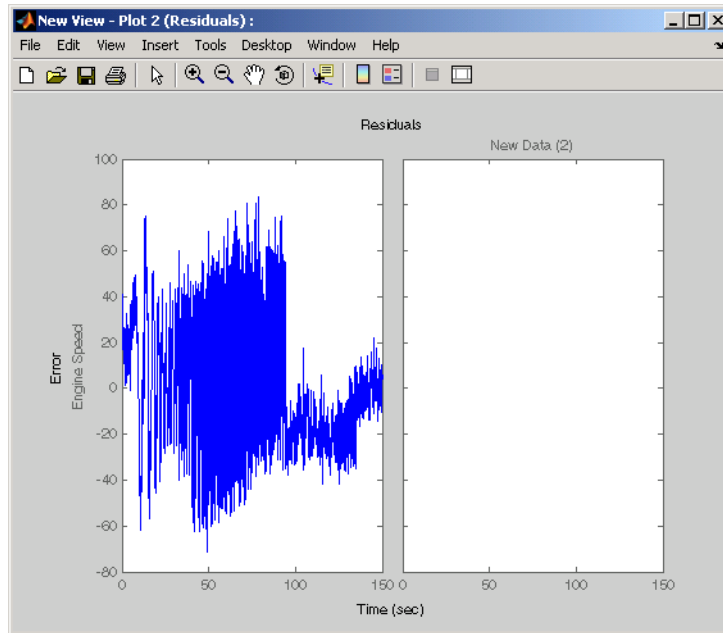 New View - Plot 2 (Residuals) :
File Edit View Insert Tools Desktop Window Help
Residuals
New Data (2)
Error
Engine Speed
100
80
60
40
20
0
-20
-40
-60
-80
0 50 100 150 0 50 100 150
Time (sec)